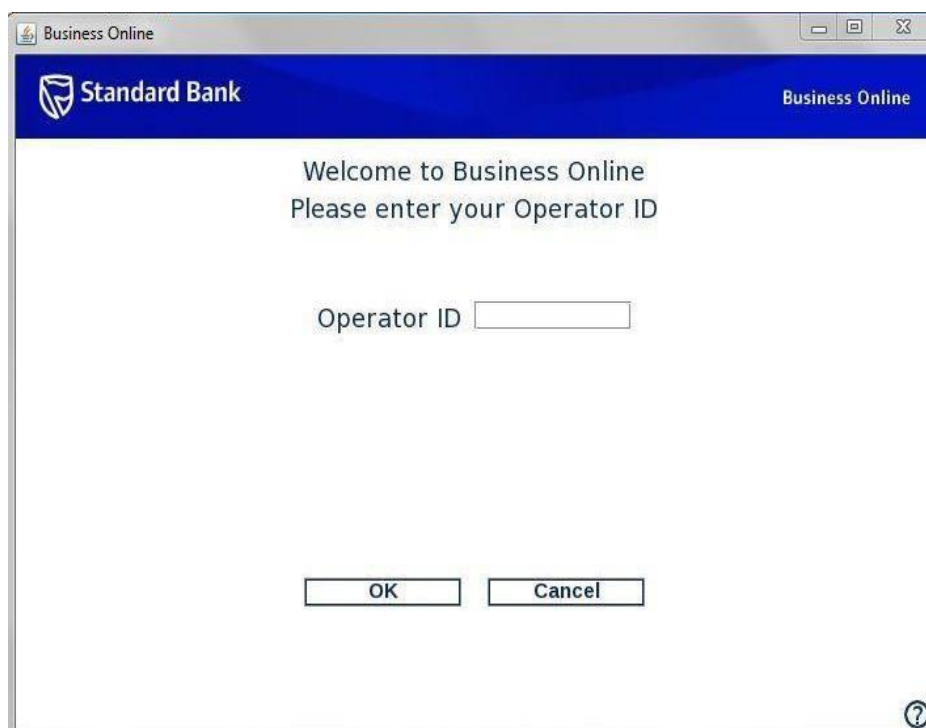 Business Online
Standard Bank
Business Online
Welcome to Business Online
Please enter your Operator ID
Operator ID
OK Cancel
?